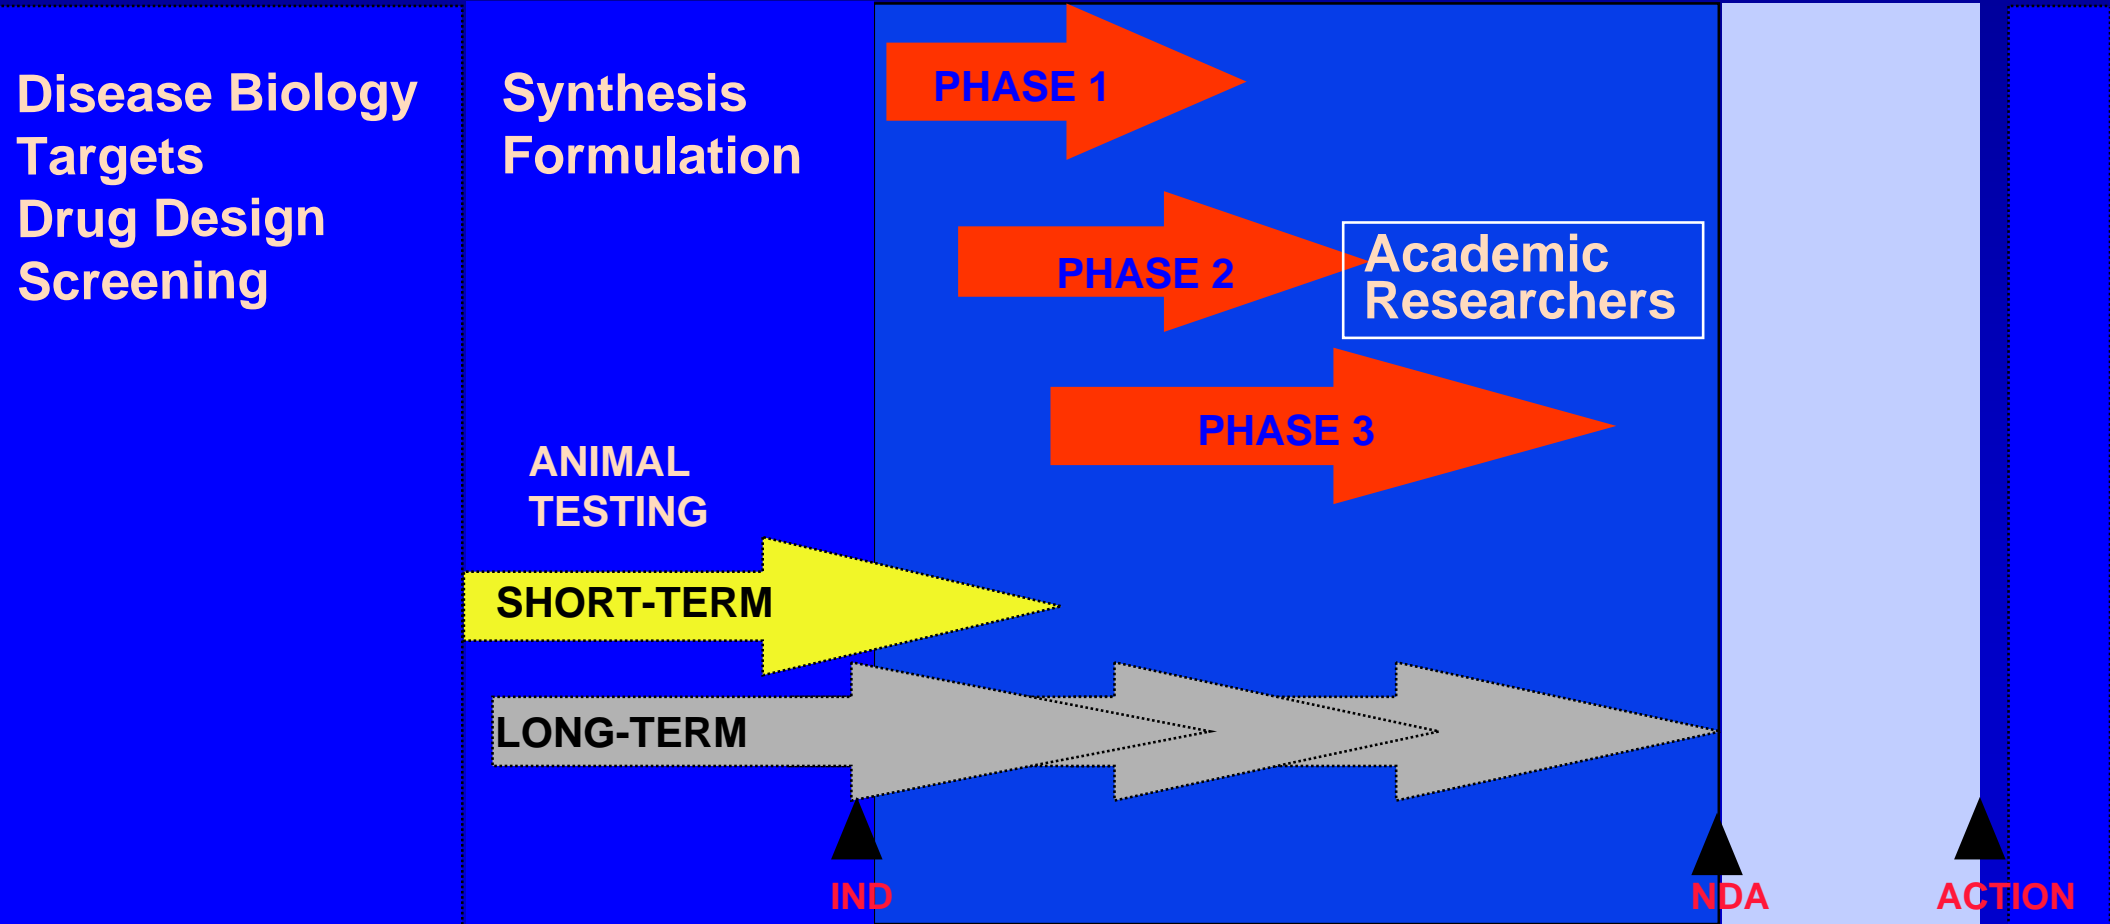 Disease Biology
Targets
Drug Design
Screening
Synthesis
Formulation
PHASE 1
PHASE 2
Academic
Researchers
PHASE 3
ANIMAL
TESTING
SHORT-TERM
LONG-TERM
IND
NDA
ACTION